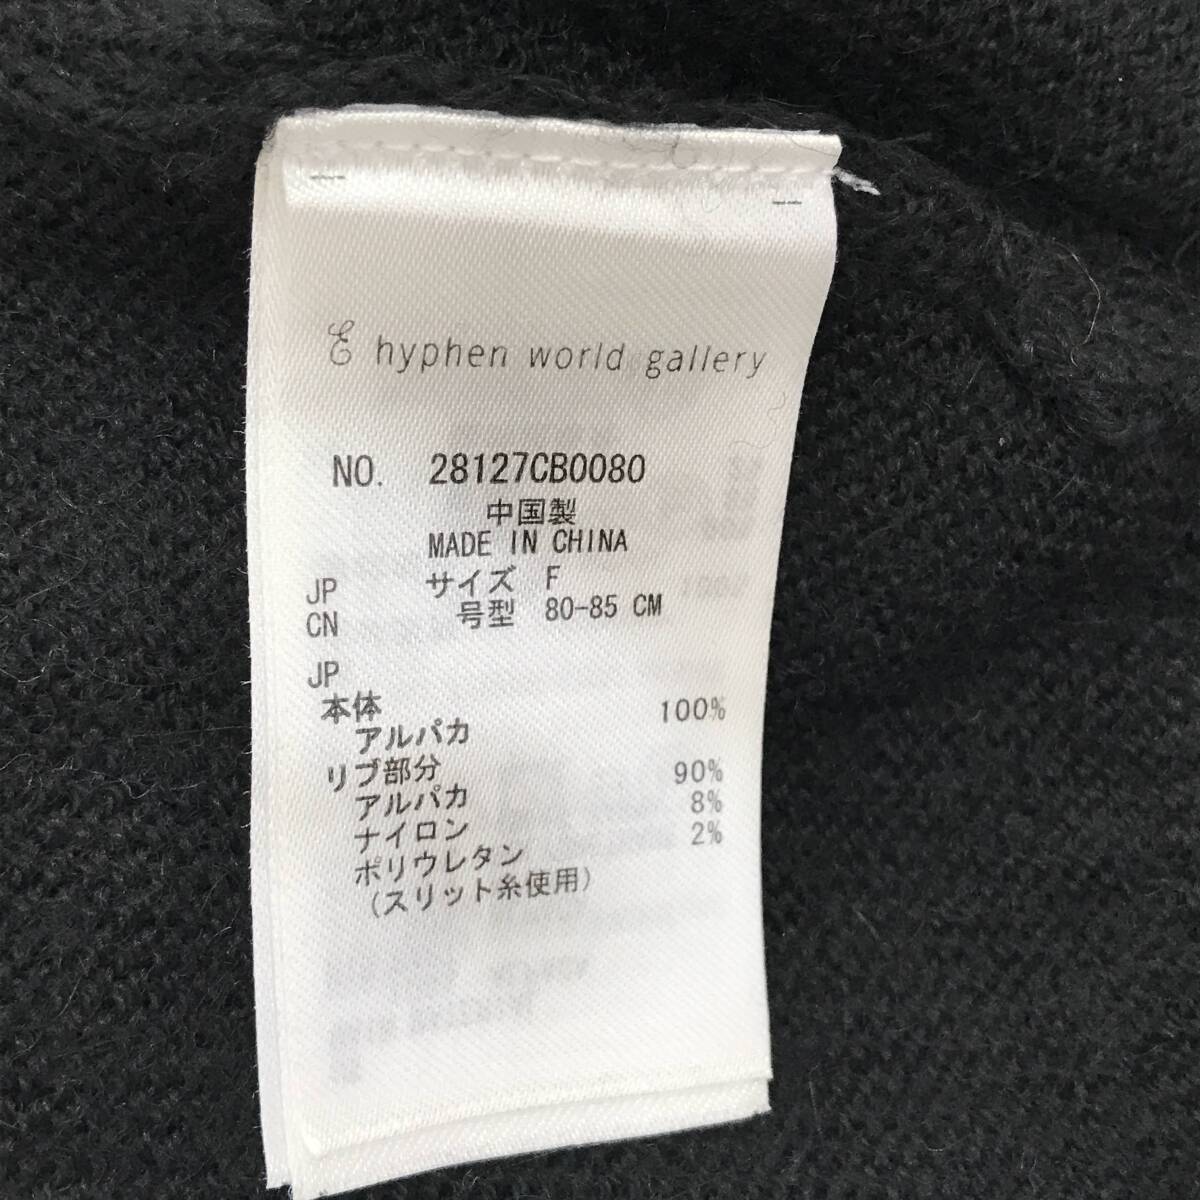 hyphen world gallery
NO. 28127CB0080
中国製
MADE IN CHINA
JP サイズ F
CN 号型 80-85 CM
JP
本体
アルパカ 100%
リブ部分
アルパカ 90%
ナイロン 8%
ポリウレタン 2%
(スリット糸使用)